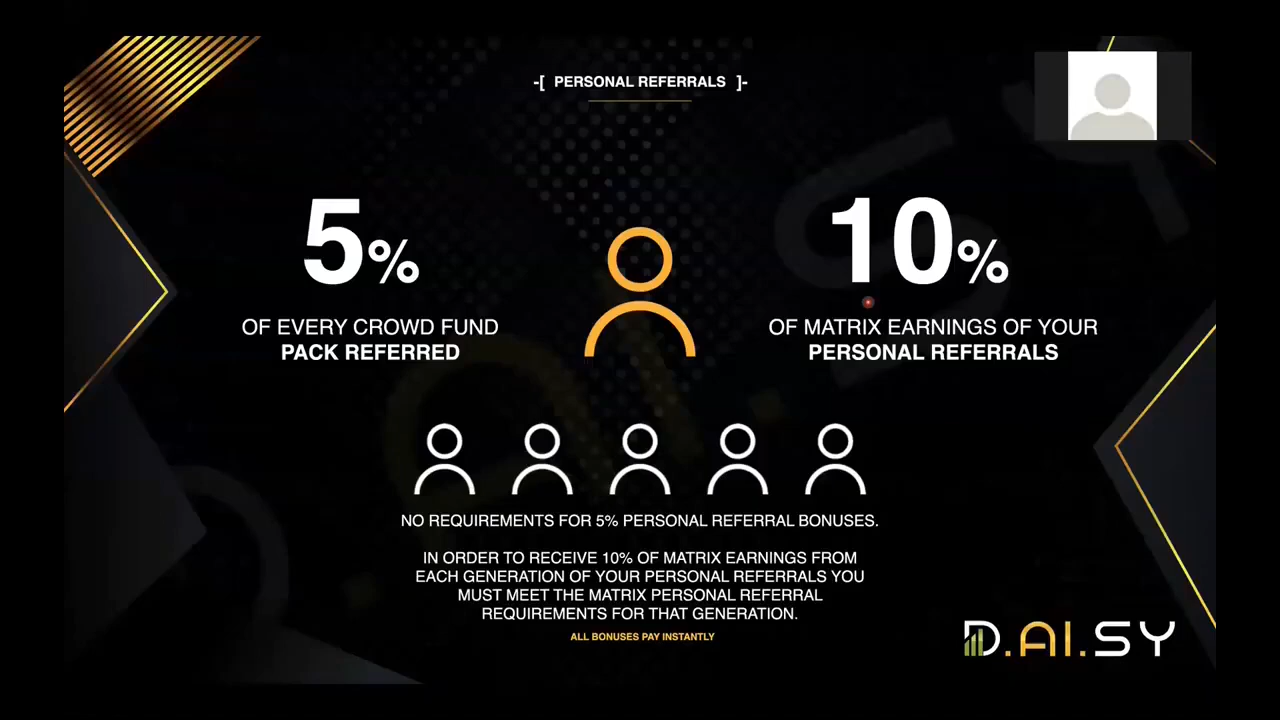 -[ PERSONAL REFERRALS ]-
5%
OF EVERY CROWD FUND
PACK REFERRED
10%
OF MATRIX EARNINGS OF YOUR
PERSONAL REFERRALS
NO REQUIREMENTS FOR 5% PERSONAL REFERRAL BONUSES.
IN ORDER TO RECEIVE 10% OF MATRIX EARNINGS FROM
EACH GENERATION OF YOUR PERSONAL REFERRALS YOU
MUST MEET THE MATRIX PERSONAL REFERRAL
REQUIREMENTS FOR THAT GENERATION.
ALL BONUSES PAY INSTANTLY
D.AI.SY